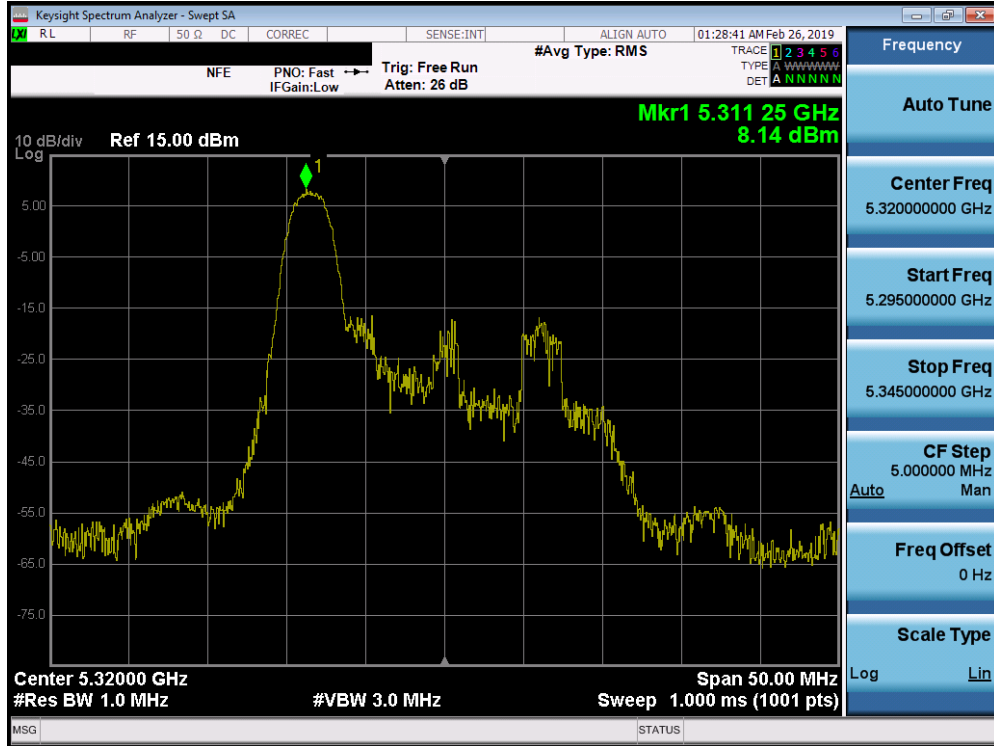 Keysight Spectrum Analyzer - Swept SA
LXI RL RF 50 Ω DC CORREC SENSE:INT ALIGN AUTO 01:28:41 AM Feb 26, 2019
NFE PNO: Fast Trig: Free Run #Avg Type: RMS TRACE 1 2 3 4 5 6
IFGain:Low Atten: 26 dB TYPE A WWWWW
DET A N N N N N
Mkr1 5.311 25 GHz
8.14 dBm
10 dB/div Ref 15.00 dBm
Log
1
5.00
-5.00
-15.0
-25.0
-35.0
-45.0
-55.0
-65.0
-75.0
Center 5.32000 GHz Span 50.00 MHz
#Res BW 1.0 MHz #VBW 3.0 MHz Sweep 1.000 ms (1001 pts)
MSG STATUS
Frequency
Auto Tune
Center Freq
5.320000000 GHz
Start Freq
5.295000000 GHz
Stop Freq
5.345000000 GHz
CF Step
5.000000 MHz
Auto Man
Freq Offset
0 Hz
Scale Type
Log Lin